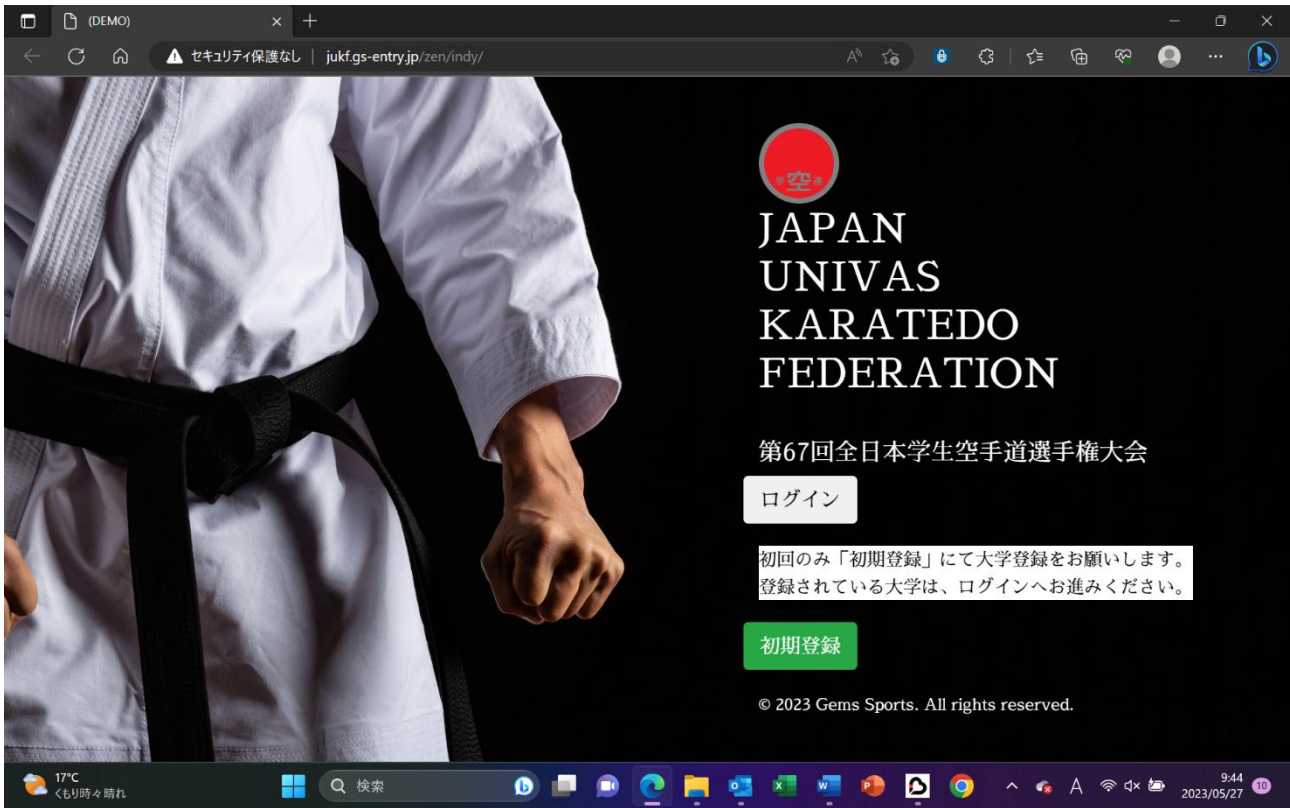 (DEMO)
セキュリティ保護なし | jukf.gs-entry.jp/zen/indy/
学空連
JAPAN
UNIVAS
KARATEDO
FEDERATION
第67回全日本学生空手道選手権大会
ログイン
初回のみ「初期登録」にて大学登録をお願いします。
登録されている大学は、ログインへお進みください。
初期登録
© 2023 Gems Sports. All rights reserved.
17°C
くもり時々晴れ
検索
A
9:44
2023/05/27
10